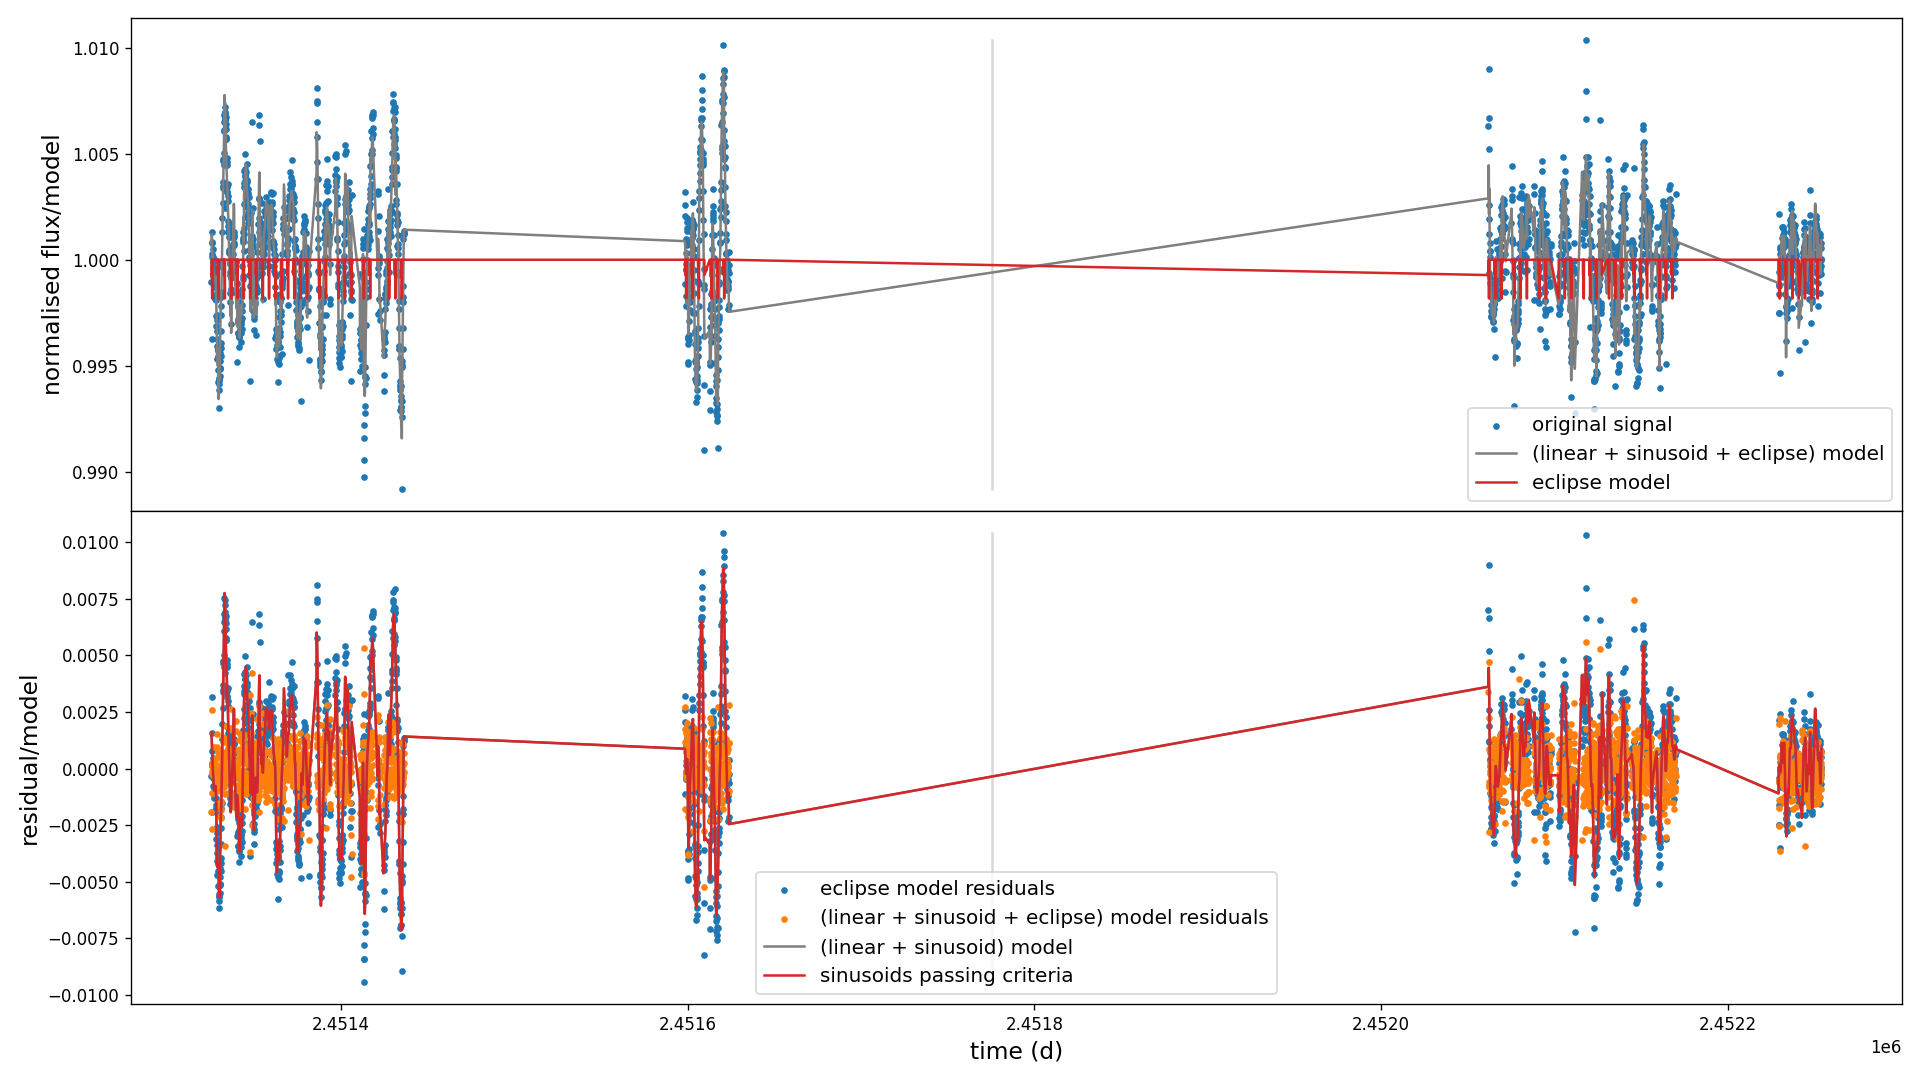 normalised flux/model
1.010
1.005
1.000
0.995
0.990
original signal
(linear + sinusoid + eclipse) model
eclipse model
residual/model
0.0100
0.0075
0.0050
0.0025
0.0000
−0.0025
−0.0050
−0.0075
−0.0100
eclipse model residuals
(linear + sinusoid + eclipse) model residuals
(linear + sinusoid) model
sinusoids passing criteria
2.4514 2.4516 2.4518 2.4520 2.4522
1e6
time (d)